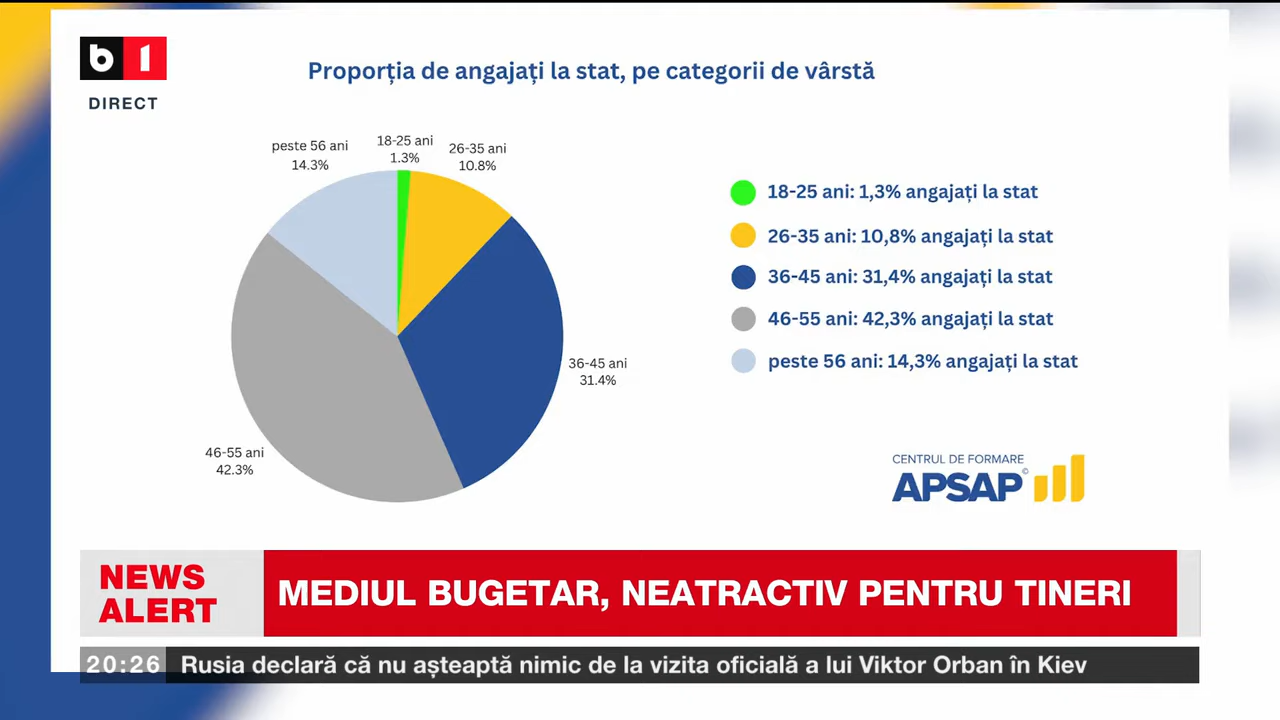 b1
DIRECT
Proporția de angajați la stat, pe categorii de vârstă
peste 56 ani
14.3%
18-25 ani
1.3%
26-35 ani
10.8%
36-45 ani
31.4%
46-55 ani
42.3%
18-25 ani: 1,3% angajați la stat
26-35 ani: 10,8% angajați la stat
36-45 ani: 31,4% angajați la stat
46-55 ani: 42,3% angajați la stat
peste 56 ani: 14,3% angajați la stat
CENTRUL DE FORMARE
APSAP©
NEWS ALERT
MEDIUL BUGETAR, NEATRACTIV PENTRU TINERI
20:26 Rusia declară că nu așteaptă nimic de la vizita oficială a lui Viktor Orban în Kiev